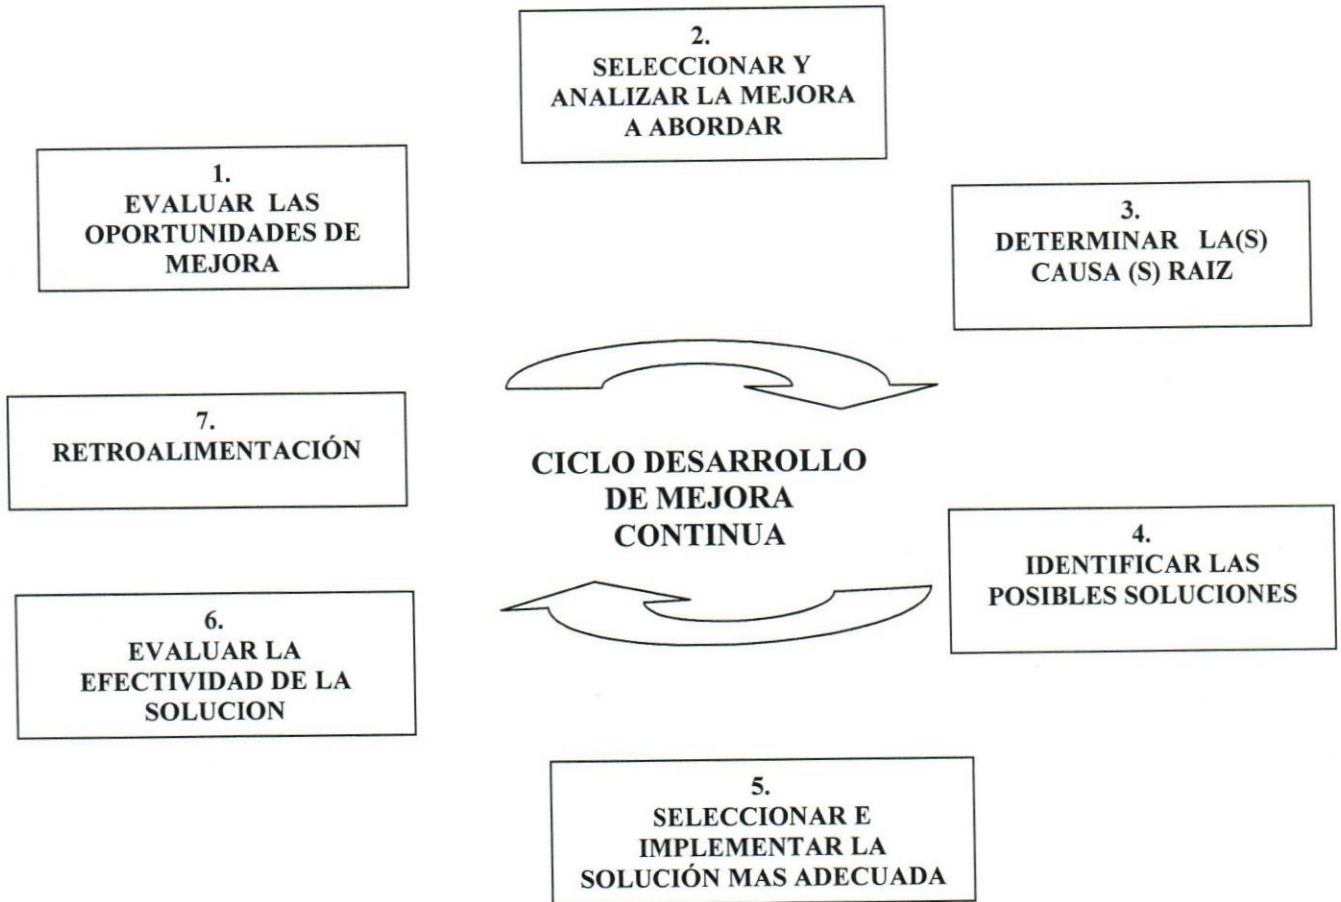 2.
SELECCIONAR Y
ANALIZAR LA MEJORA
A ABORDAR
1.
EVALUAR LAS
OPORTUNIDADES DE
MEJORA
3.
DETERMINAR LA(S)
CAUSA (S) RAIZ
7.
RETROALIMENTACIÓN
CICLO DESARROLLO
DE MEJORA
CONTINUA
4.
IDENTIFICAR LAS
POSIBLES SOLUCIONES
6.
EVALUAR LA
EFECTIVIDAD DE LA
SOLUCION
5.
SELECCIONAR E
IMPLEMENTAR LA
SOLUCIÓN MAS ADECUADA